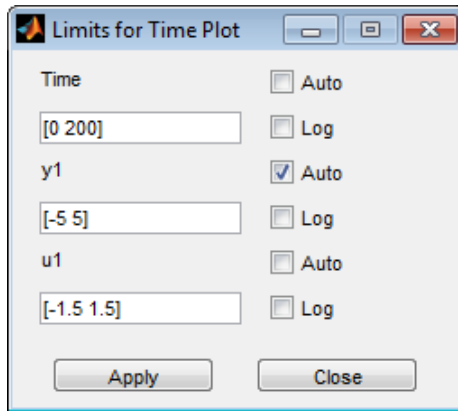 Limits for Time Plot
Time Auto
[0 200] Log
y1 Auto
[-5 5] Log
u1 Auto
[-1.5 1.5] Log
Apply Close